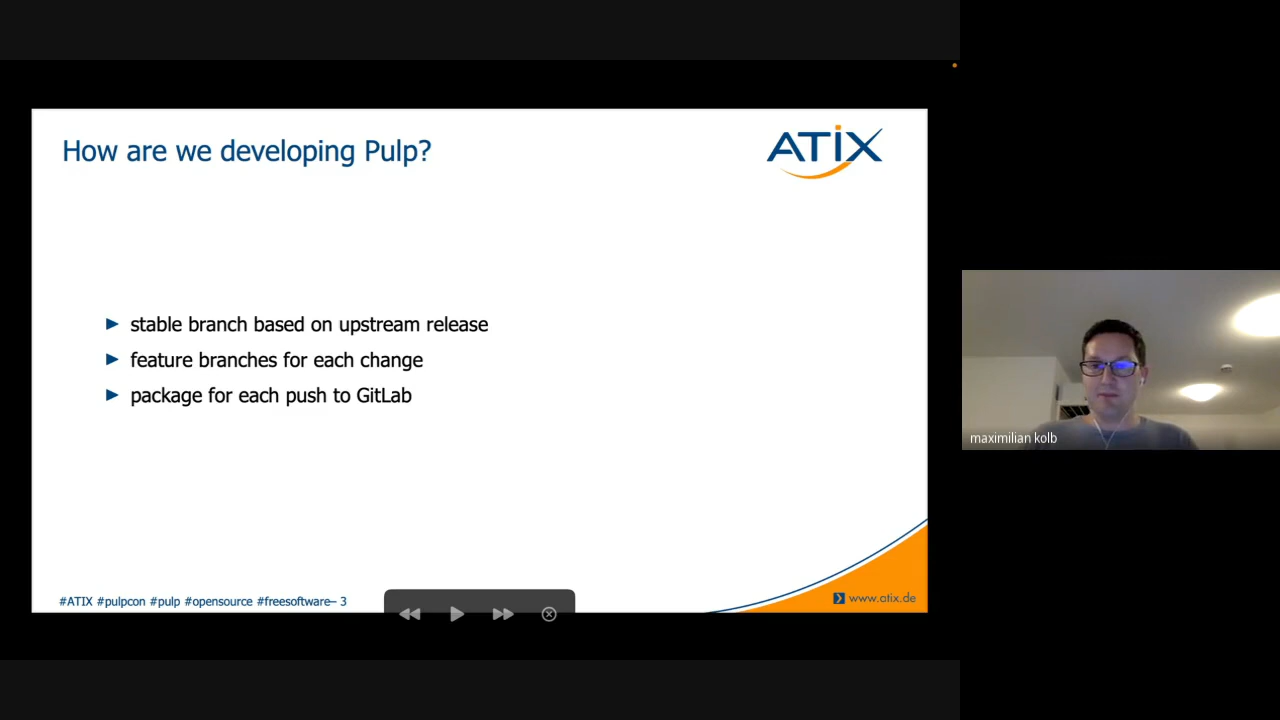 How are we developing Pulp?
ATIX
stable branch based on upstream release
feature branches for each change
package for each push to GitLab
maximilian kolb
#ATIX #pulpcon #pulp #opensource #freesoftware– 3
www.atix.de